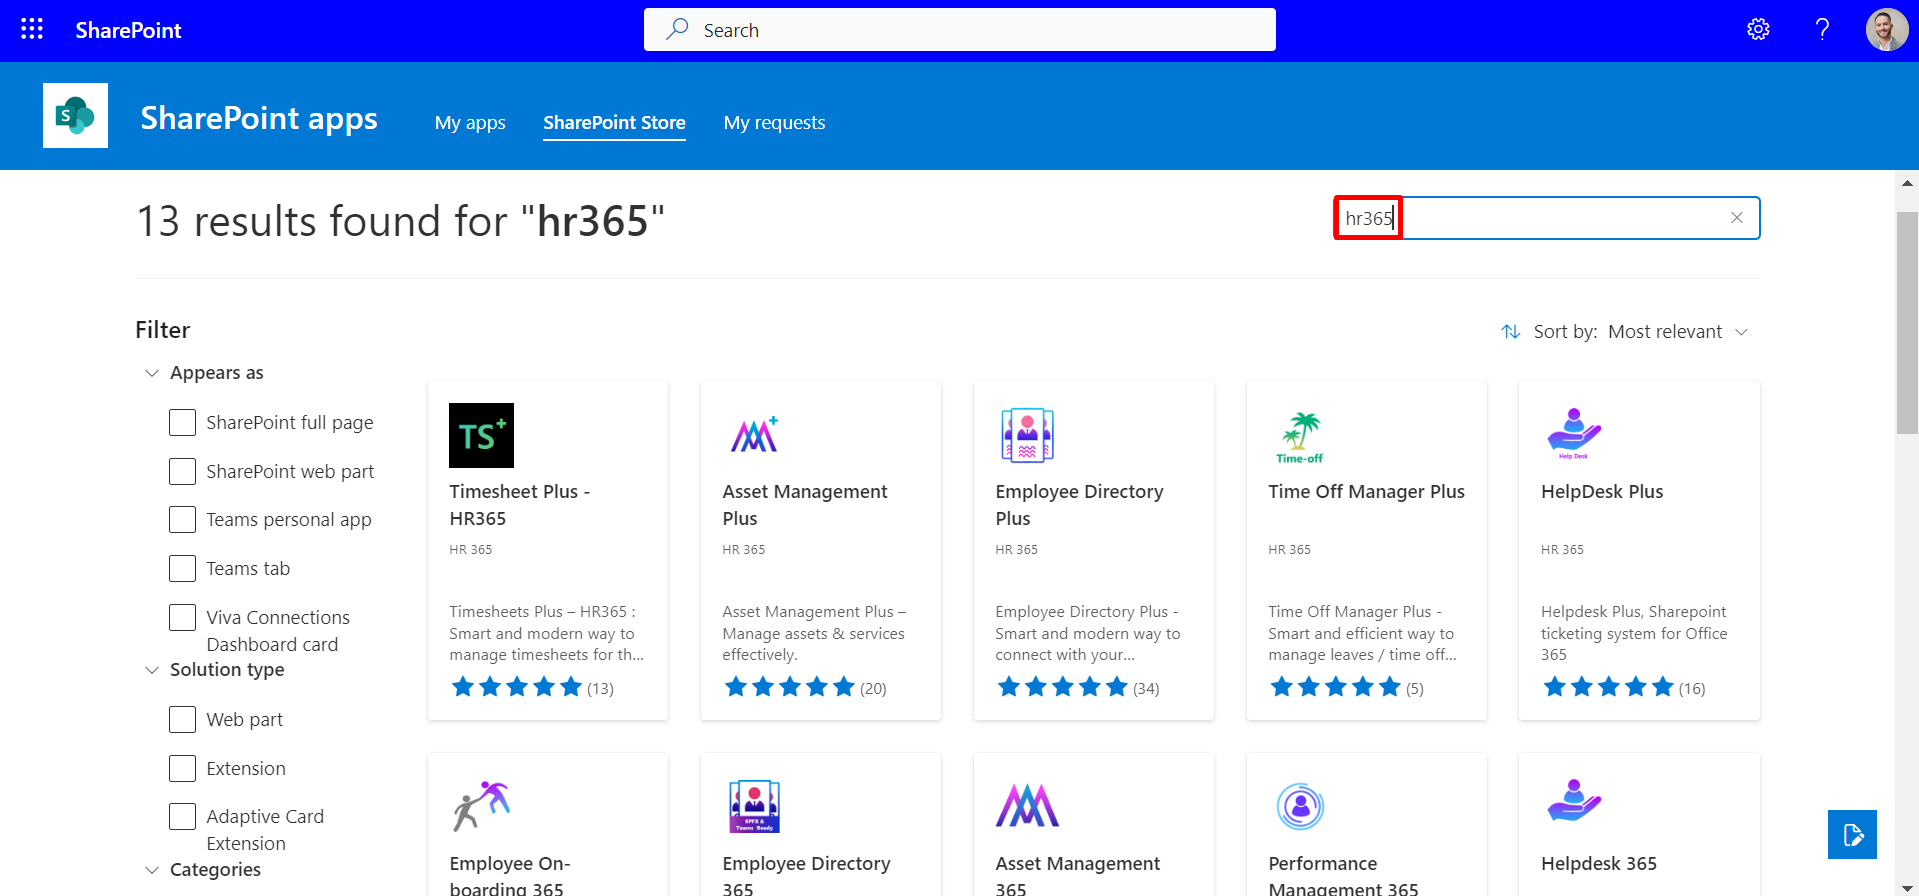 SharePoint
Search
S
SharePoint apps
My apps
SharePoint Store
My requests
13 results found for "hr365"
hr365
Filter
Sort by: Most relevant
Appears as
SharePoint full page
SharePoint web part
Teams personal app
Teams tab
Viva Connections
Dashboard card
Solution type
Web part
Extension
Adaptive Card
Extension
Categories
TS+
Timesheet Plus -
HR365
HR 365
Timesheets Plus – HR365 :
Smart and modern way to
manage timesheets for th...
(13)
Asset Management
Plus
HR 365
Asset Management Plus –
Manage assets & services
effectively.
(20)
Employee Directory
Plus
HR 365
Employee Directory Plus -
Smart and modern way to
connect with your...
(34)
Time-off
Time Off Manager Plus
HR 365
Time Off Manager Plus -
Smart and efficient way to
manage leaves / time off...
(5)
Help Desk
HelpDesk Plus
HR 365
Helpdesk Plus, Sharepoint
ticketing system for Office
365
(16)
Employee On-
boarding 365
SPFX &
Teams Ready
Employee Directory
365
Asset Management
365
Performance
Management 365
Helpdesk 365